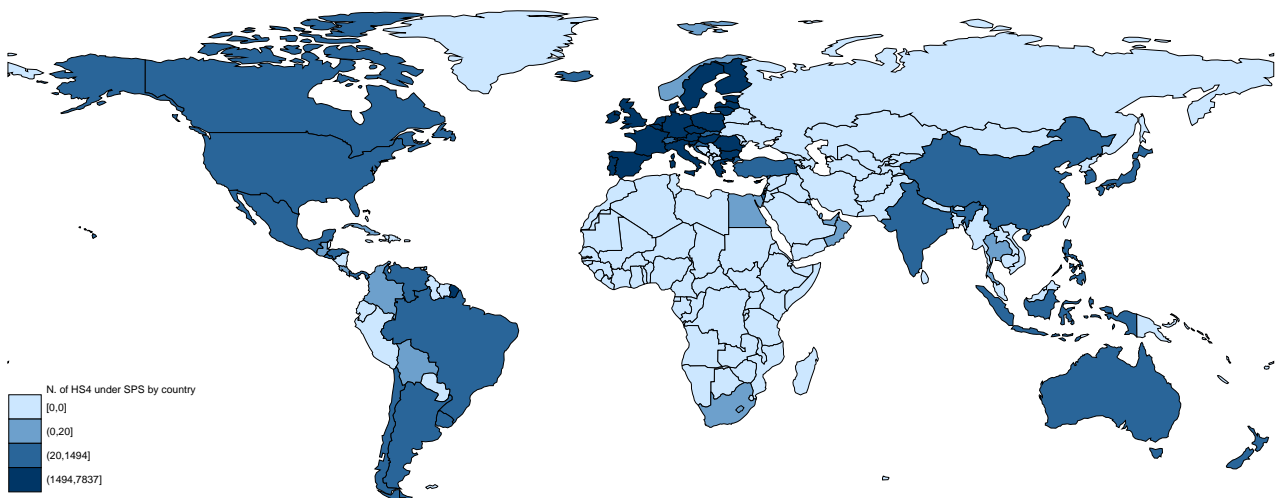 N. of HS4 under SPS by country
[0,0]
(0,20]
(20,1494]
(1494,7837]